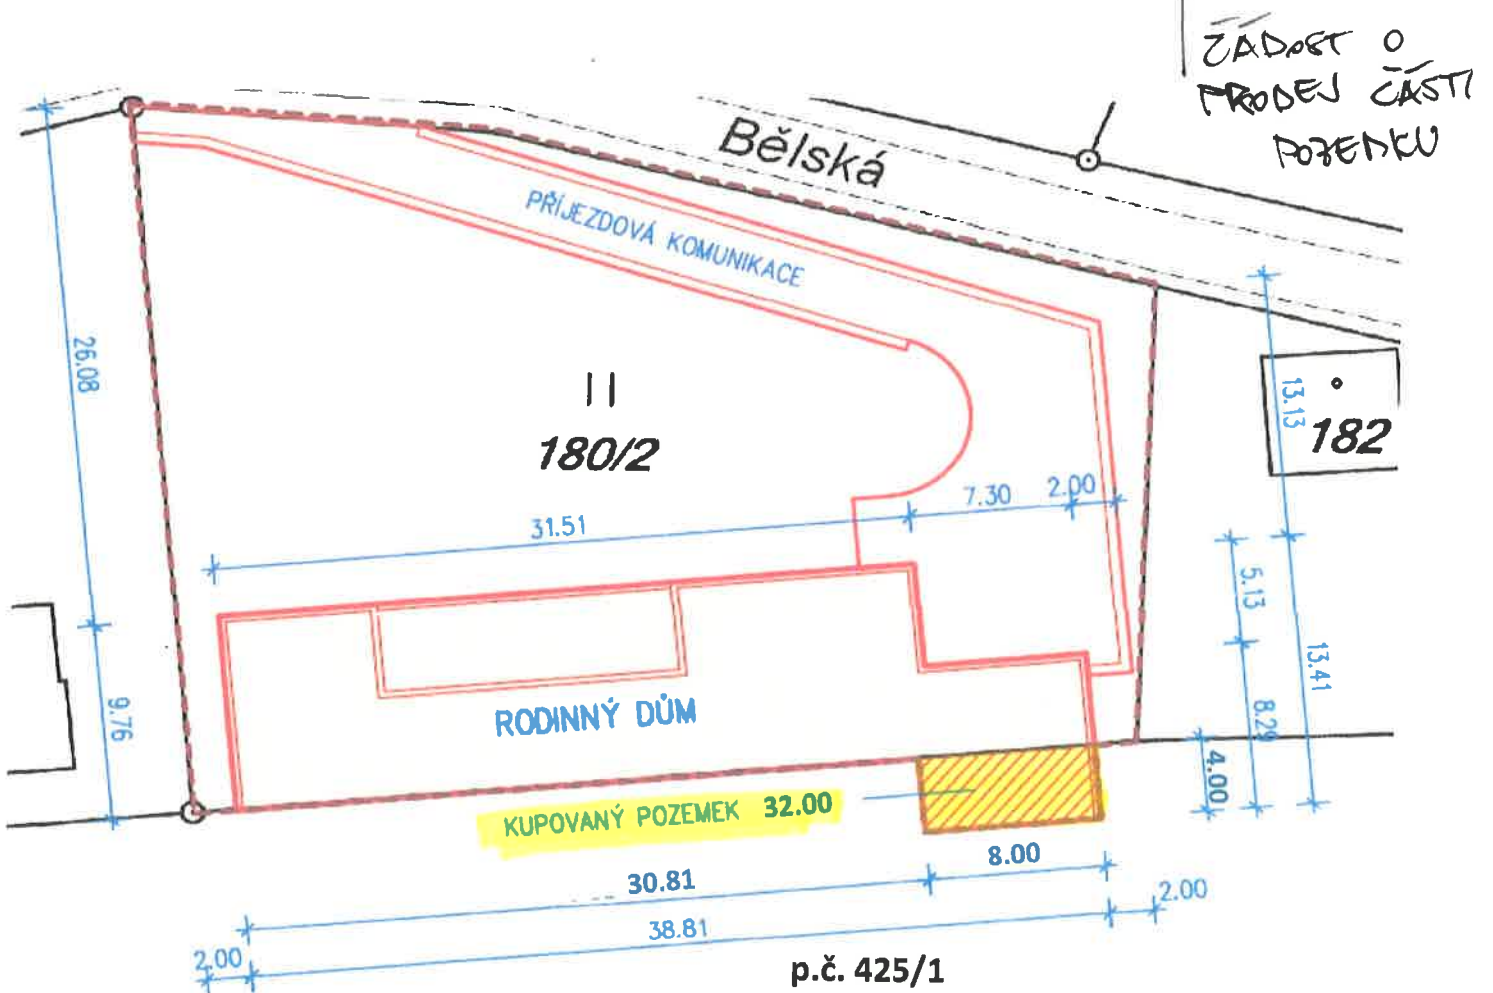 ŽÁDOST O
PRODEJ ČÁSTI
POZEMKU
Bělská
PŘÍJEZDOVÁ KOMUNIKACE
26.08
180/2
13.13
182
7.30
2.00
31.51
5.13
13.41
9.76
8.29
RODINNÝ DŮM
4.00
KUPOVANÝ POZEMEK 32.00
8.00
30.81
2.00
38.81
2.00
p.č. 425/1